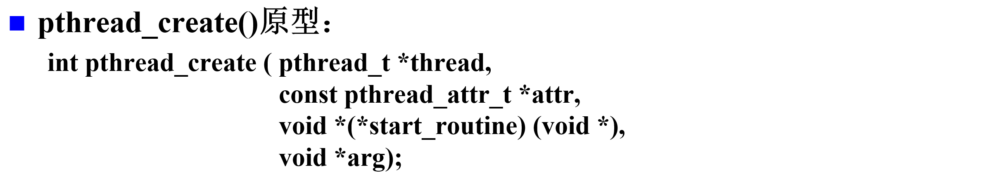 pthread_create()原型：
int pthread_create ( pthread_t *thread,
const pthread_attr_t *attr,
void *(*start_routine) (void *),
void *arg);